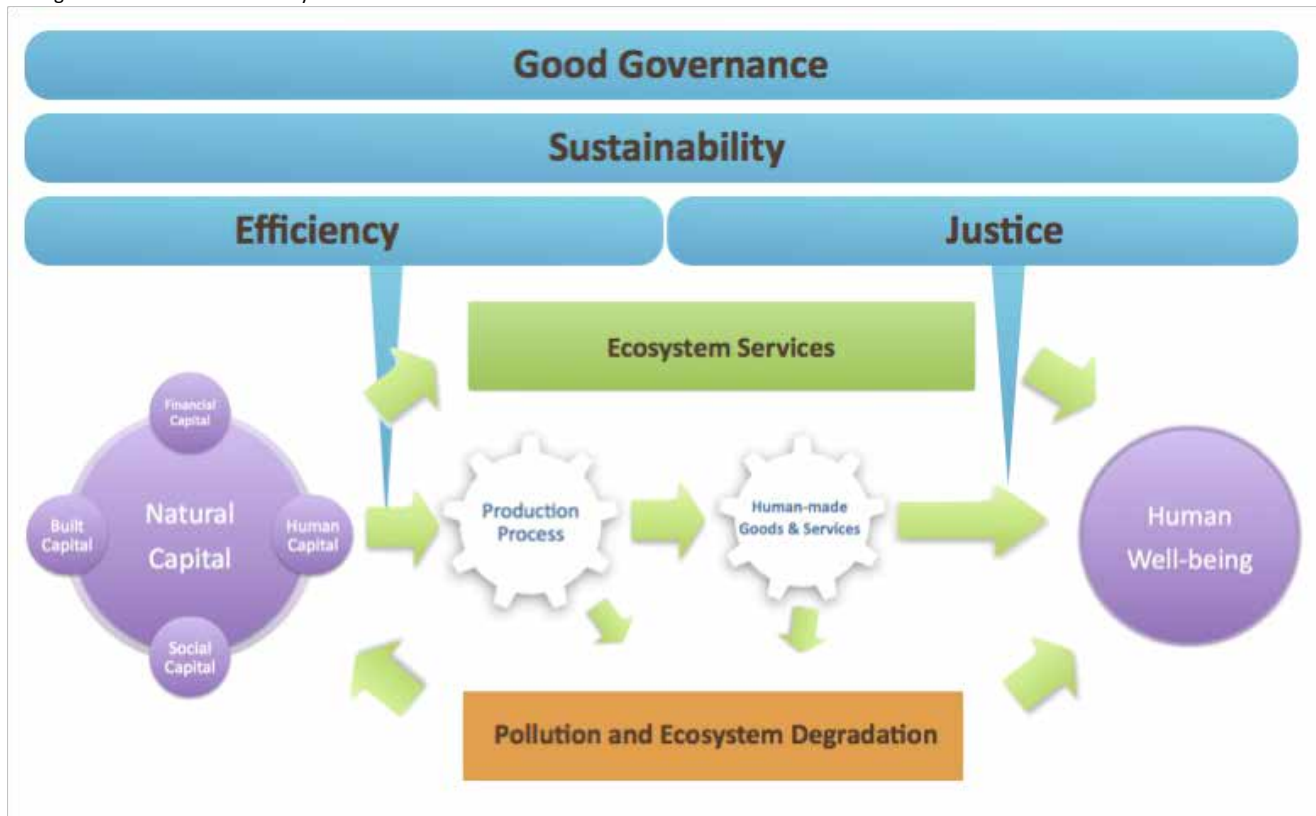 Good Governance
Sustainability
Efficiency
Justice
Ecosystem Services
Financial
Capital
Built
Capital
Natural
Capital
Human
Capital
Social
Capital
Production
Process
Human-made
Goods & Services
Human
Well-being
Pollution and Ecosystem Degradation